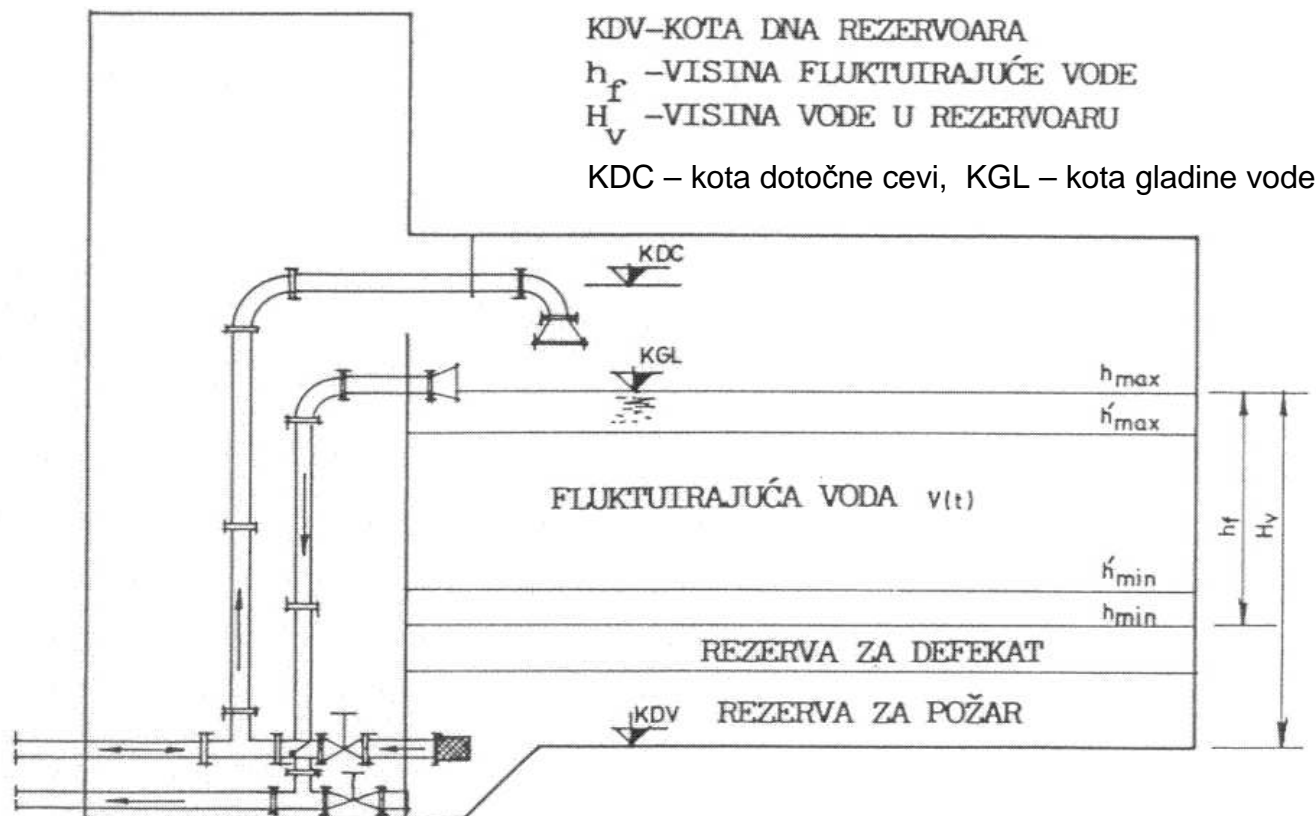 KDV-KOTA DNA REZERVOARA
hf -VISINA FLUKTUIRAJUĆE VODE
Hv -VISINA VODE U REZERVOARU
KDC – kota dotočne cevi, KGL – kota gladine vode
KDC
KGL
hmax
h́max
FLUKTUIRAJUĆA VODA V(t)
hf
Hv
h́min
hmin
REZERVA ZA DEFEKAT
KDV REZERVA ZA POŽAR